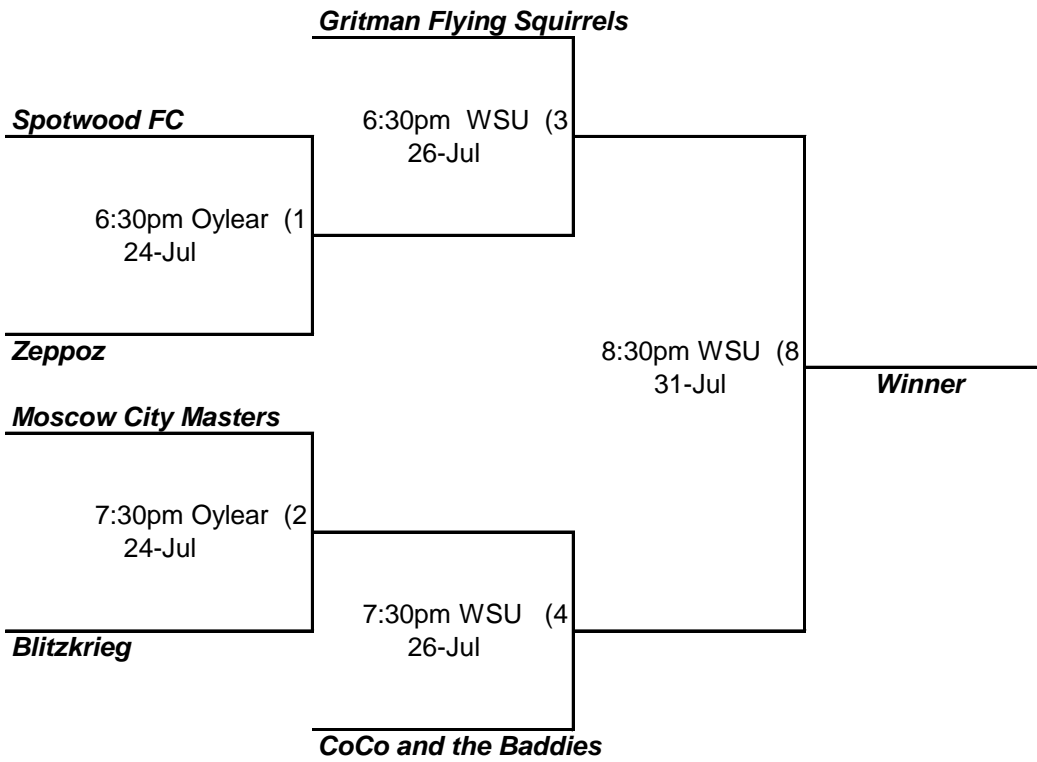 Gritman Flying Squirrels
Spotwood FC
6:30pm  WSU  (3
26-Jul
6:30pm Oylear  (1
24-Jul
Zeppoz
8:30pm WSU  (8
31-Jul
Winner
Moscow City Masters
7:30pm Oylear  (2
24-Jul
7:30pm WSU   (4
26-Jul
Blitzkrieg
CoCo and the Baddies